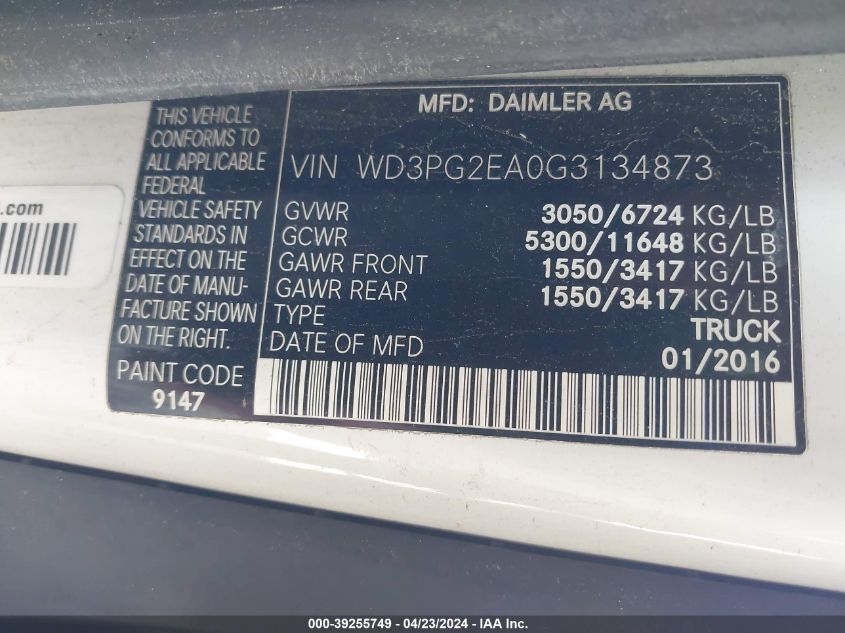 MFD: DAIMLER AG
THIS VEHICLE
CONFORMS TO
ALL APPLICABLE
FEDERAL
VEHICLE SAFETY
STANDARDS IN
EFFECT ON THE
DATE OF MANU-
FACTURE SHOWN
ON THE RIGHT.
PAINT CODE
9147
VIN WD3PG2EA0G3134873
GVWR 3050/6724 KG/LB
GCWR 5300/11648 KG/LB
GAWR FRONT 1550/3417 KG/LB
GAWR REAR 1550/3417 KG/LB
TYPE TRUCK
DATE OF MFD 01/2016
.com
000-39255749 - 04/23/2024 - IAA Inc.